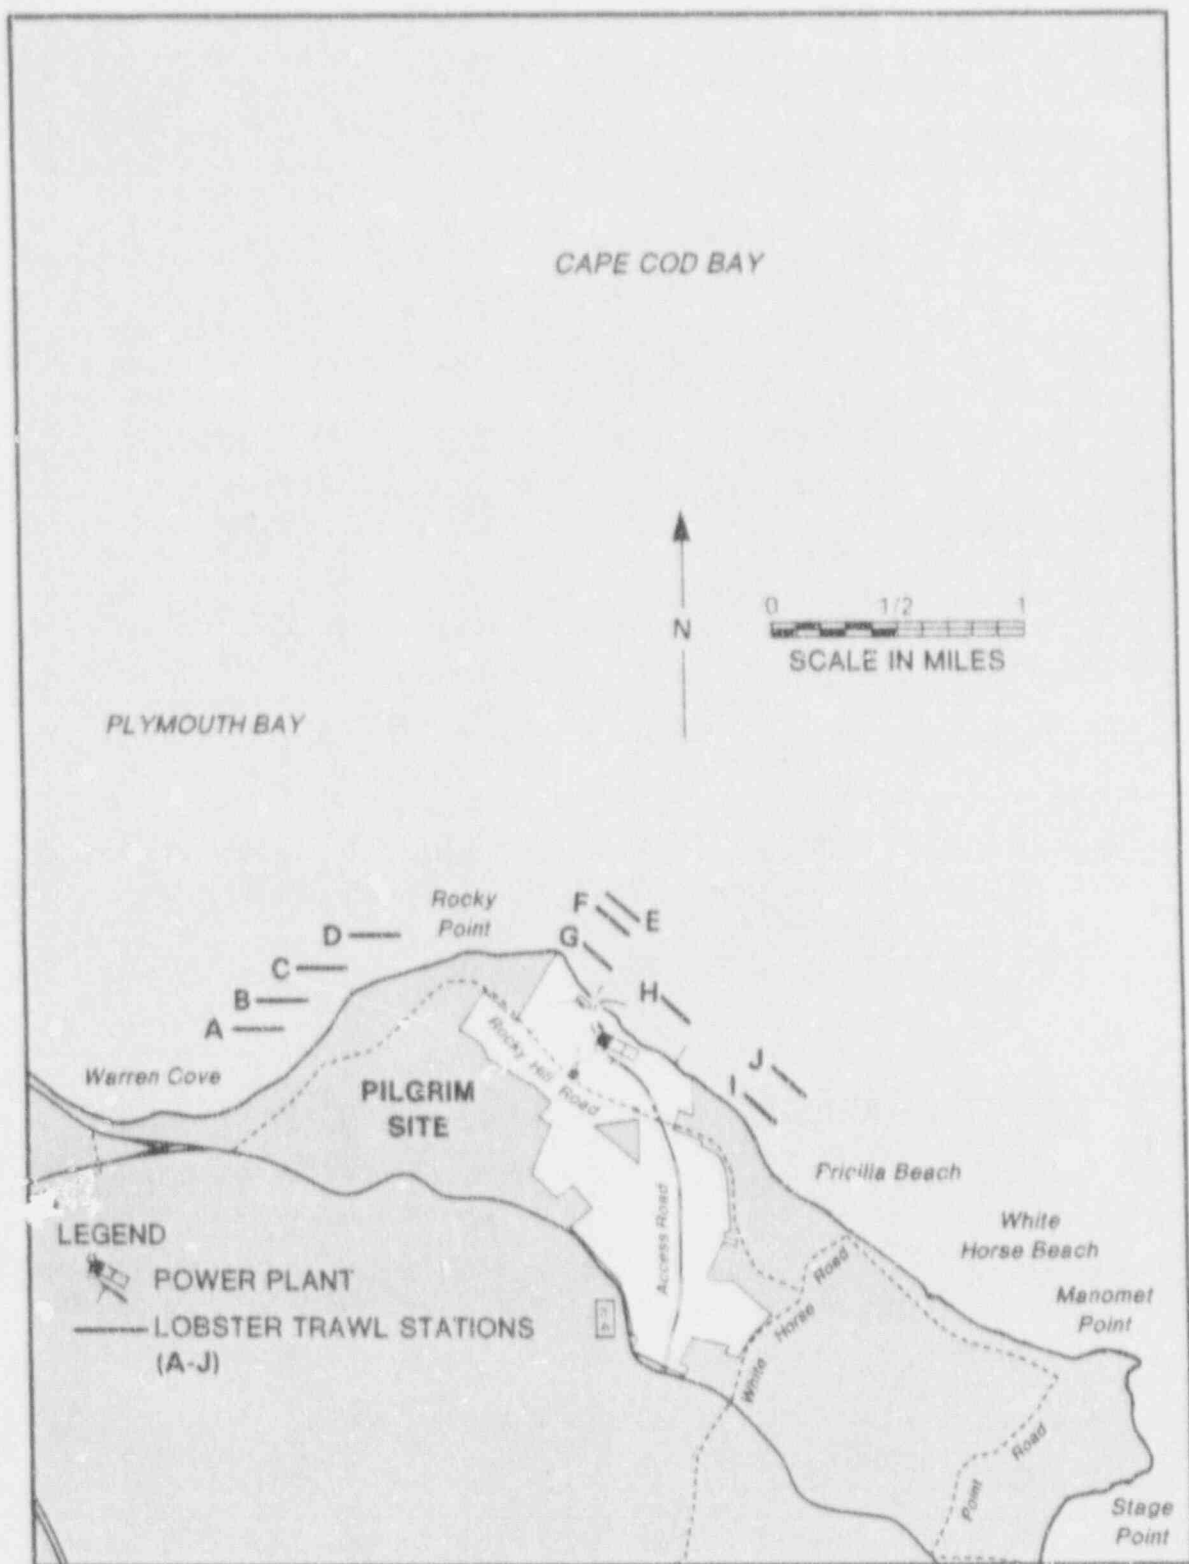 CAPE COD BAY
N
0 1/2 1
SCALE IN MILES
PLYMOUTH BAY
Rocky
Point
F
E
D
G
C
H
B
A
J
I
Warren Cove
PILGRIM
SITE
Rocky Hill Road
Access Road
Pricilla Beach
White
Horse Beach
Manomet
Point
White Horse Road
Point Road
Stage
Point
LEGEND
POWER PLANT
LOBSTER TRAWL STATIONS
(A-J)